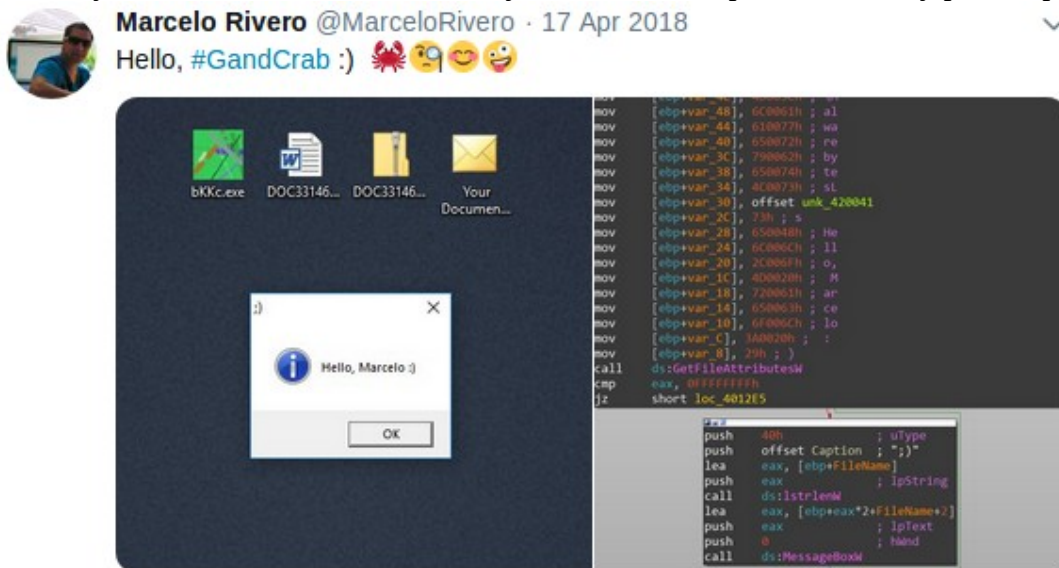 Marcelo Rivero @MarceloRivero · 17 Apr 2018
Hello, #GandCrab :) 🦀🧐😊🤪
bKKc.exe DOC33146... DOC33146... Your
Documen...
;)
Hello, Marcelo :)
OK
mov [ebp+var_48], 6C0061h ; al
mov [ebp+var_44], 610077h ; wa
mov [ebp+var_40], 650072h ; re
mov [ebp+var_3C], 790062h ; by
mov [ebp+var_38], 650074h ; te
mov [ebp+var_34], 4C0073h ; sL
mov [ebp+var_30], offset unk_420041
mov [ebp+var_2C], 73h ; s
mov [ebp+var_28], 650048h ; He
mov [ebp+var_24], 6C006Ch ; ll
mov [ebp+var_20], 2C006Fh ; o,
mov [ebp+var_1C], 4D0020h ;  M
mov [ebp+var_18], 720061h ; ar
mov [ebp+var_14], 650063h ; ce
mov [ebp+var_10], 6F006Ch ; lo
mov [ebp+var_C], 3A0020h ;  :
mov [ebp+var_8], 29h ; )
call ds:GetFileAttributesW
cmp eax, 0FFFFFFFFh
jz short loc_4012E5
push 40h ; uType
push offset Caption ; ";)"
lea eax, [ebp+FileName]
push eax ; lpString
call ds:lstrlenW
lea eax, [ebp+eax*2+FileName+2]
push eax ; lpText
push 0 ; hWnd
call ds:MessageBoxW